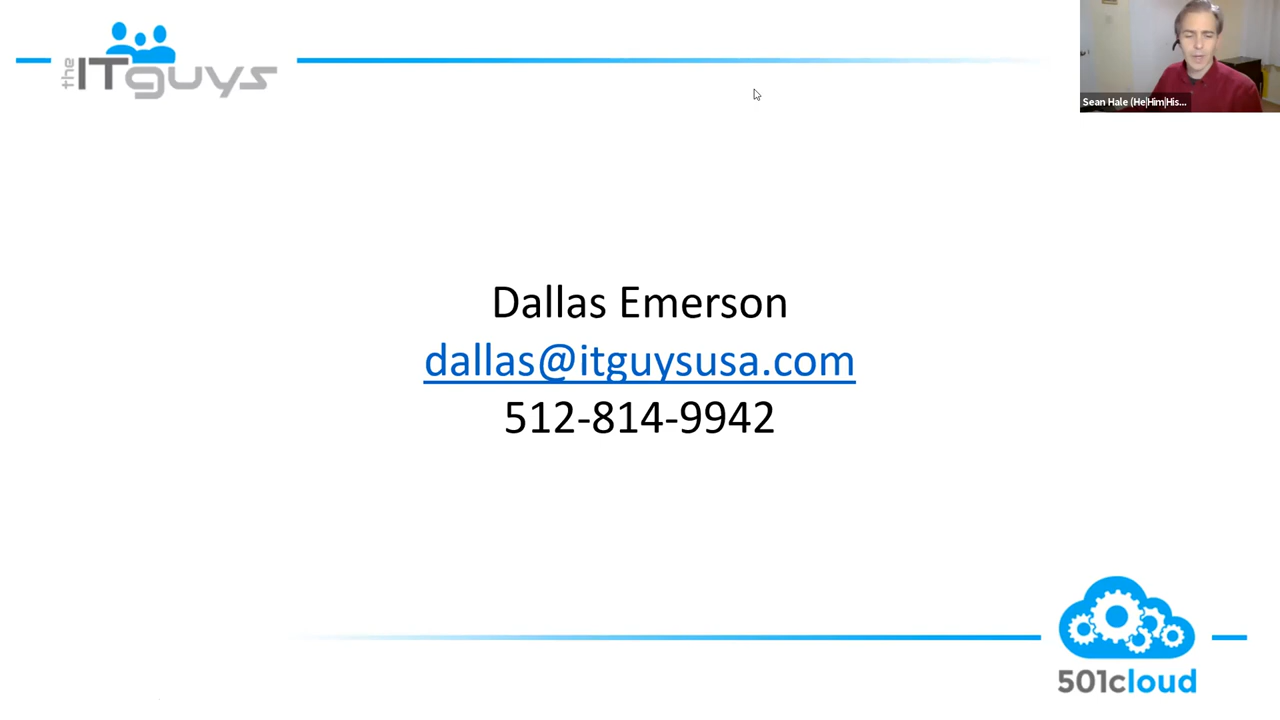 the ITguys
Sean Hale (He|Him|His...
Dallas Emerson
dallas@itguysusa.com
512-814-9942
501cloud